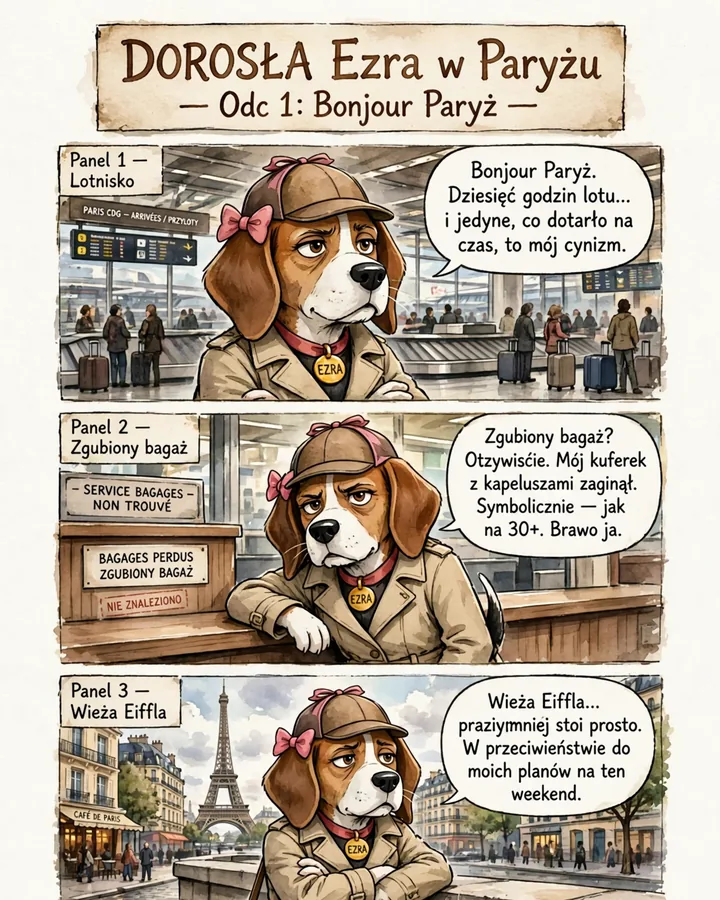 DOROSŁA Ezra w Paryżu
— Odc 1: Bonjour Paryż —
Panel 1 —
Lotnisko
PARIS CDG — ARRIVÉES / PRZYLOTY
Bonjour Paryż.
Dziesięć godzin lotu...
i jedyne, co dotarło na
czas, to mój cynizm.
EZRA
Panel 2 —
Zgubiony bagaż
– SERVICE BAGAGES –
NON TROUVÉ
BAGAGES PERDUS
ZGUBIONY BAGAŻ
NIE ZNALEZIONO
Zgubiony bagaż?
Otzywiście. Mój kuferek
z kapeluszami zaginął.
Symbolicznie — jak
na 30+. Brawo ja.
EZRA
Panel 3 —
Wieża Eiffla
Wieża Eiffla...
praziymniej stoi prosto.
W przeciwieństwie do
moich planów na ten
weekend.
CAFÉ DE PARIS
EZRA